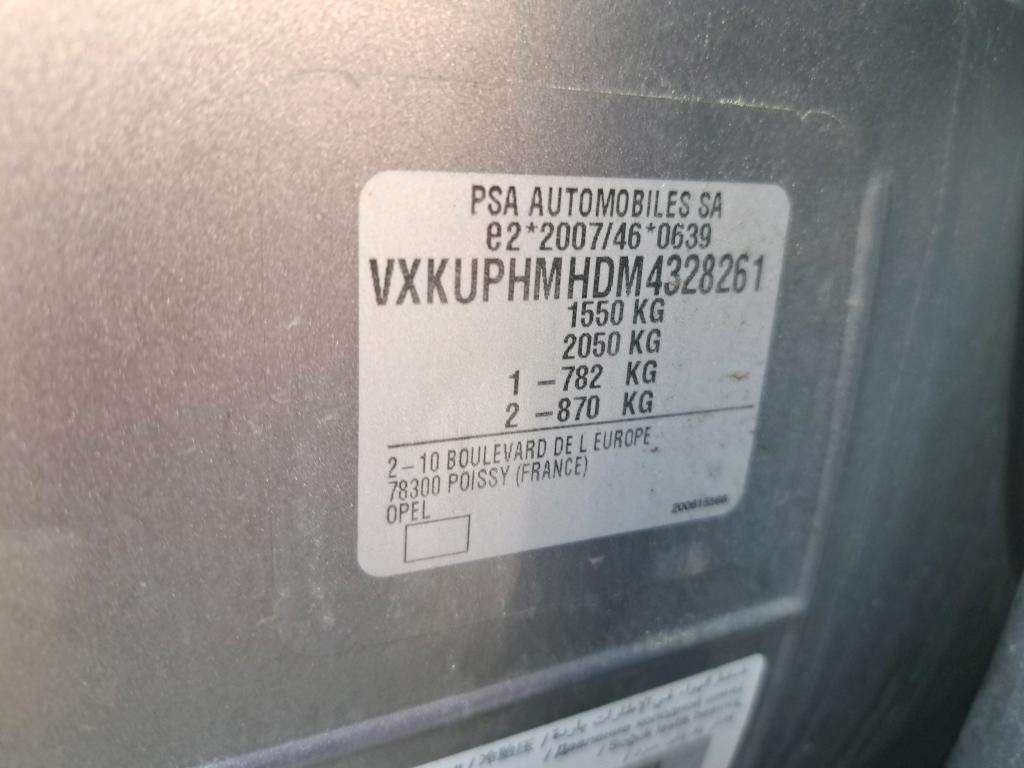 PSA AUTOMOBILES SA
e2*2007/46*0639
VXKUPHMHDM4328261
1550 KG
2050 KG
1 –782 KG
2 –870 KG
2–10 BOULEVARD DE L EUROPE
78300 POISSY (FRANCE)
OPEL